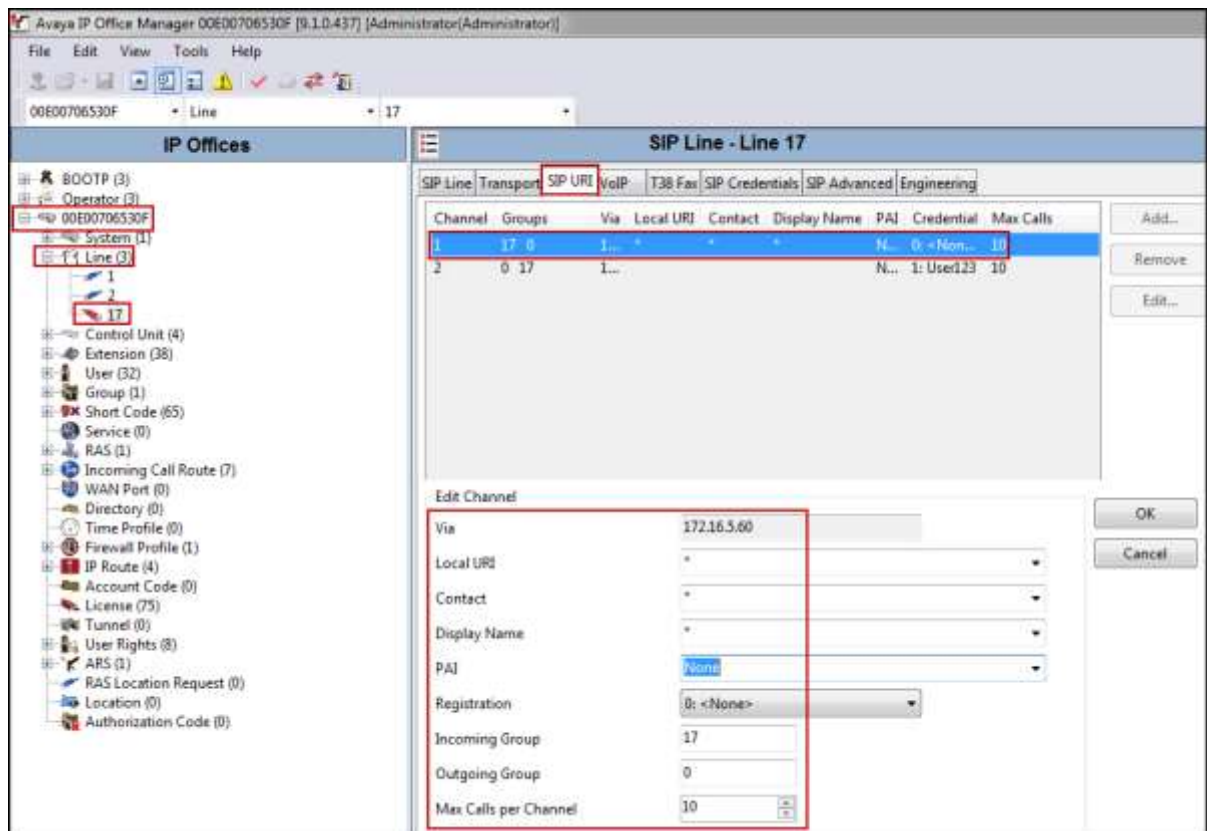 Avaya IP Office Manager 00E00706530F [9.1.0.437] [Administrator(Administrator)]
File Edit View Tools Help
00E00706530F Line 17
IP Offices
BOOTP (3)
Operator (3)
00E00706530F
System (1)
Line (3)
1
2
17
Control Unit (4)
Extension (38)
User (32)
Group (1)
Short Code (65)
Service (0)
RAS (1)
Incoming Call Route (7)
WAN Port (0)
Directory (0)
Time Profile (0)
Firewall Profile (1)
IP Route (4)
Account Code (0)
License (75)
Tunnel (0)
User Rights (8)
ARS (1)
RAS Location Request (0)
Location (0)
Authorization Code (0)
SIP Line - Line 17
SIP Line Transport SIP URI VoIP T38 Fax SIP Credentials SIP Advanced Engineering
Channel Groups Via Local URI Contact Display Name PAI Credential Max Calls
1 17 0 1... * * * N... 0: <Non... 10
2 0 17 1... N... 1: User123 10
Add...
Remove
Edit...
Edit Channel
Via 172.16.5.60
Local URI *
Contact *
Display Name *
PAI None
Registration 0: <None>
Incoming Group 17
Outgoing Group 0
Max Calls per Channel 10
OK
Cancel